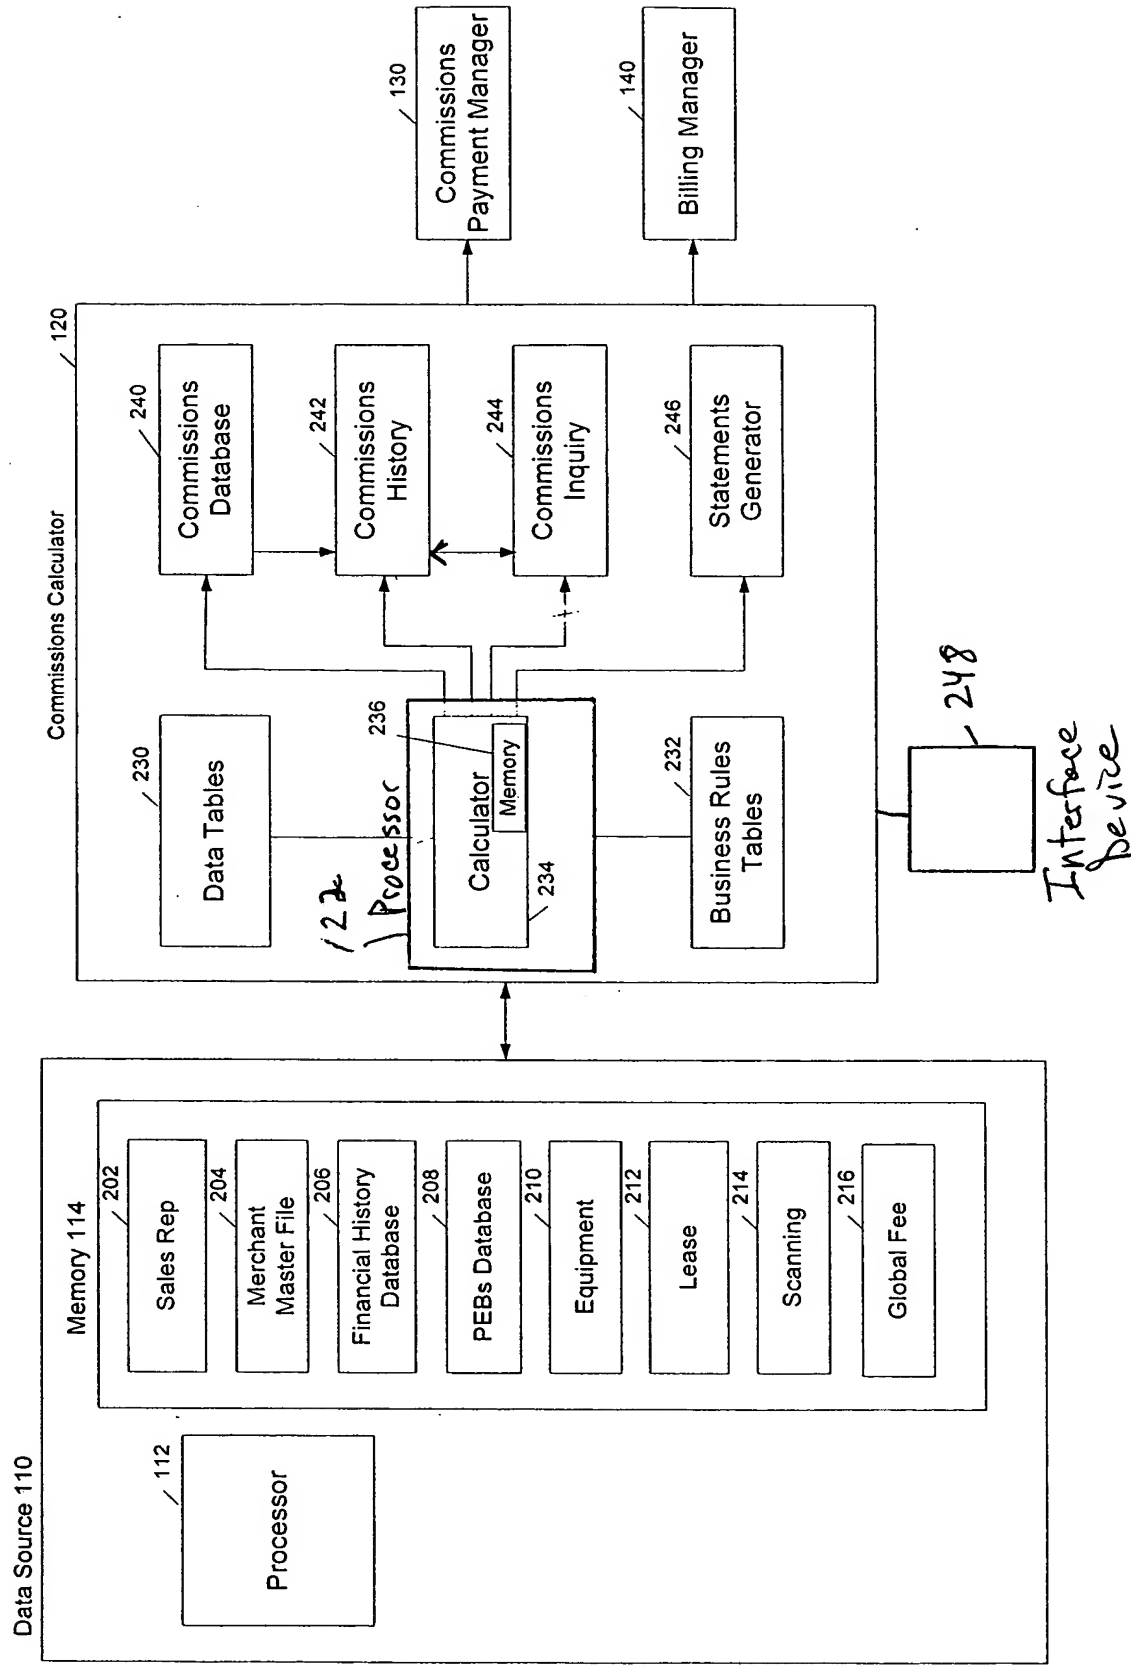 Data Source 110
112
Processor
Memory 114
202
Sales Rep
204
Merchant
Master File
206
Financial History
Database
208
PEBs Database
210
Equipment
212
Lease
214
Scanning
216
Global Fee
Commissions Calculator
120
230
Data Tables
122
Processor
Calculator
236
Memory
234
232
Business Rules
Tables
240
Commissions
Database
242
Commissions
History
244
Commissions
Inquiry
246
Statements
Generator
248
Interface
Device
130
Commissions
Payment Manager
140
Billing Manager